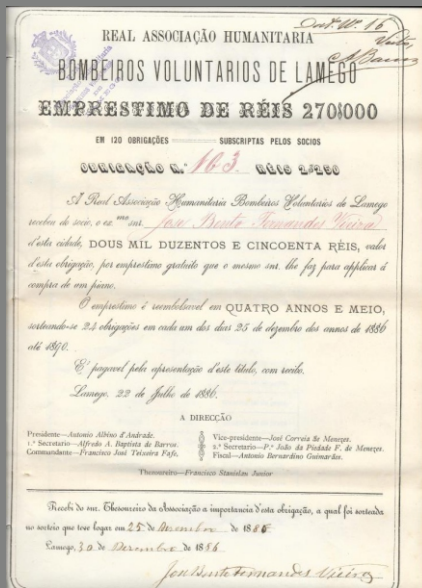 REAL ASSOCIAÇÃO HUMANITARIA
BOMBEIROS VOLUNTARIOS DE LAMEGO
EMPRESTIMO DE RÉIS 270$000
EM 120 OBRIGAÇÕES SUBSCRIPTAS PELOS SOCIOS
OBRIGAÇÃO N.º 163. RÉIS 2$250
A Real Associação Humanitaria Bombeiros Voluntarios de Lamego
recebeu do socio, o ex.mo snr. José Bento Fernandes Vieira
d'esta cidade, DOUS MIL DUZENTOS E CINCOENTA RÉIS, valor
d'esta obrigação, por emprestimo gratuito que o mesmo snr. lhe faz para applicar á
compra de um piano.
O emprestimo é reembolsavel em QUATRO ANNOS E MEIO,
sorteando-se 24 obrigações em cada um dos dias 25 de dezembro dos annos de 1886
até 1890.
É pagavel pela apresentação d'este titulo, com recibo.
Lamego, 22 de Julho de 1886.
A DIRECÇÃO
Presidente—Antonio Albino d'Andrade.
1.º Secretario—Alfredo A. Baptista de Barros.
Commandante—Francisco José Teixeira Fafe.
Vice-presidente—José Correia de Menezes.
2.º Secretario—P.e João da Piedade F. de Menezes.
Fiscal—Antonio Bernardino Guimarães.
Thesoureiro—Francisco Stanislau Junior
Recebi do snr. Thesoureiro da Associação a importancia d'esta obrigação, a qual foi sorteada
no sorteio que teve logar em 25 de Dezembro de 1886
Lamego, 30 de Dezembro de 1886
José Bento Fernandes Vieira